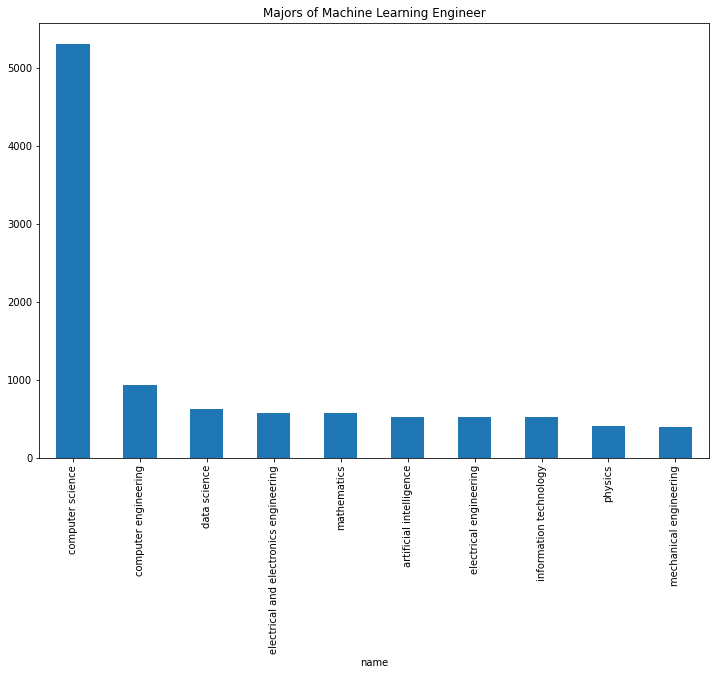 Majors of Machine Learning Engineer
5000
4000
3000
2000
1000
0
computer science
computer engineering
data science
electrical and electronics engineering
mathematics
artificial intelligence
electrical engineering
information technology
physics
mechanical engineering
name